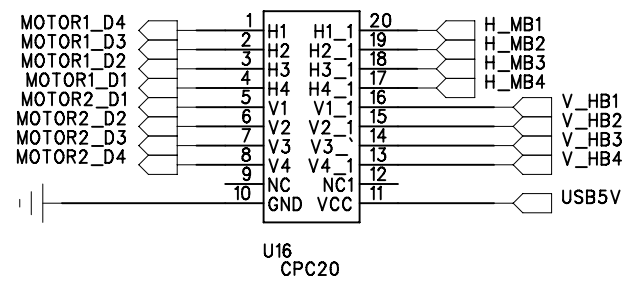 MOTOR1_D4 1 H1 H1_1 20 H_MB1
MOTOR1_D3 2 H2 H2_1 19 H_MB2
MOTOR1_D2 3 H3 H3_1 18 H_MB3
MOTOR1_D1 4 H4 H4_1 17 H_MB4
MOTOR2_D1 5 V1 V1_1 16 V_HB1
MOTOR2_D2 6 V2 V2_1 15 V_HB2
MOTOR2_D3 7 V3 V3_ 14 V_HB3
MOTOR2_D4 8 V4 V4_1 13 V_HB4
9 NC NC1 12
10 GND VCC 11 USB5V
U16
CPC20